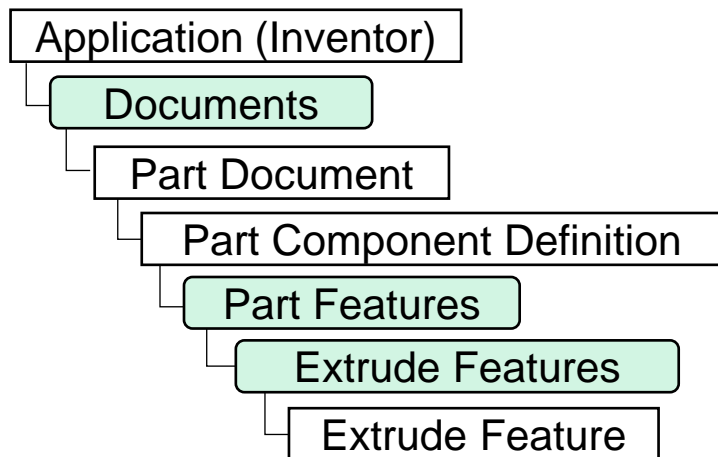 Application (Inventor)
Documents
Part Document
Part Component Definition
Part Features
Extrude Features
Extrude Feature